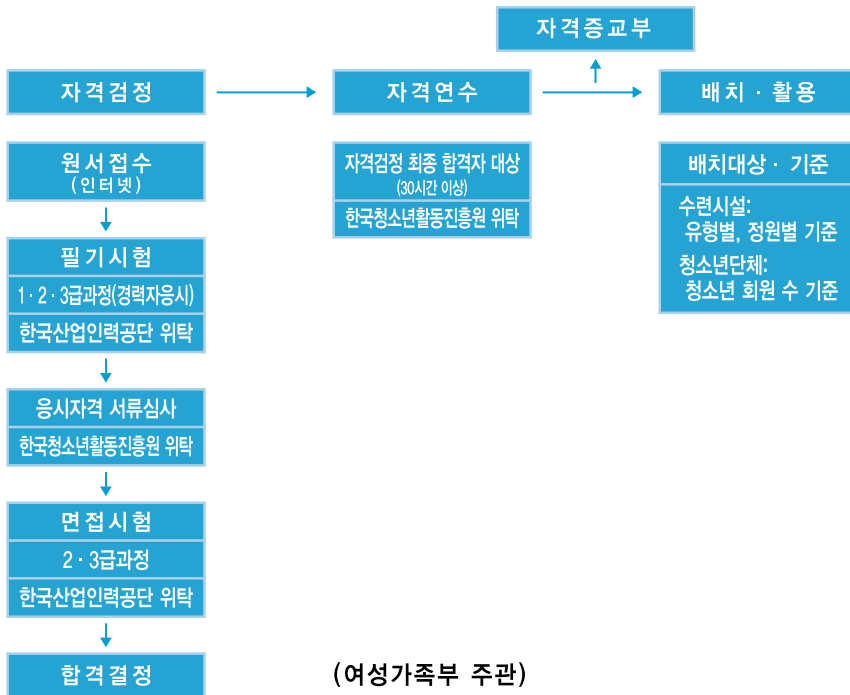 자격증교부
자격검정
자격연수
배치 · 활용
원서접수
(인터넷)
필기시험
1 · 2 · 3급과정(경력자응시)
한국산업인력공단 위탁
응시자격 서류심사
한국청소년활동진흥원 위탁
면접시험
2 · 3급과정
한국산업인력공단 위탁
합격결정
자격검정 최종 합격자 대상
(30시간 이상)
한국청소년활동진흥원 위탁
배치대상 · 기준
수련시설:
유형별, 정원별 기준
청소년단체:
청소년 회원 수 기준
(여성가족부 주관)